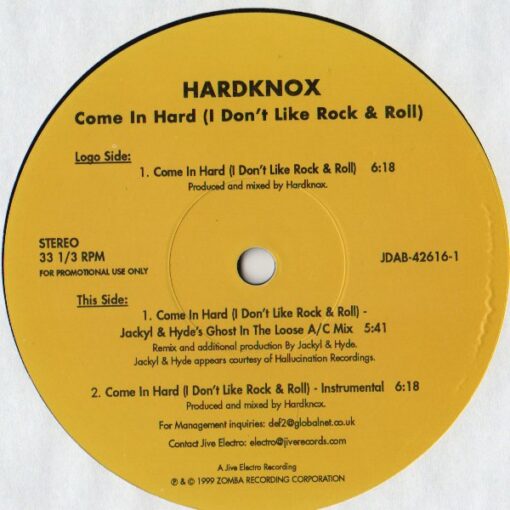 HARDKNOX
Come In Hard (I Don't Like Rock & Roll)
Logo Side:
1. Come In Hard (I Don't Like Rock & Roll) 6:18
Produced and mixed by Hardknox.
STEREO
33 1/3 RPM
FOR PROMOTIONAL USE ONLY
JDAB-42616-1
This Side:
1. Come In Hard (I Don't Like Rock & Roll) -
Jackyl & Hyde's Ghost In The Loose A/C Mix 5:41
Remix and additional production By Jackyl & Hyde.
Jackyl & Hyde appears courtesy of Hallucination Recordings.
2. Come In Hard (I Don't Like Rock & Roll) - Instrumental 6:18
Produced and mixed by Hardknox.
For Management inquiries: def2@globalnet.co.uk
Contact Jive Electro: electro@jiverecords.com
A Jive Electro Recording
℗ & © 1999 ZOMBA RECORDING CORPORATION